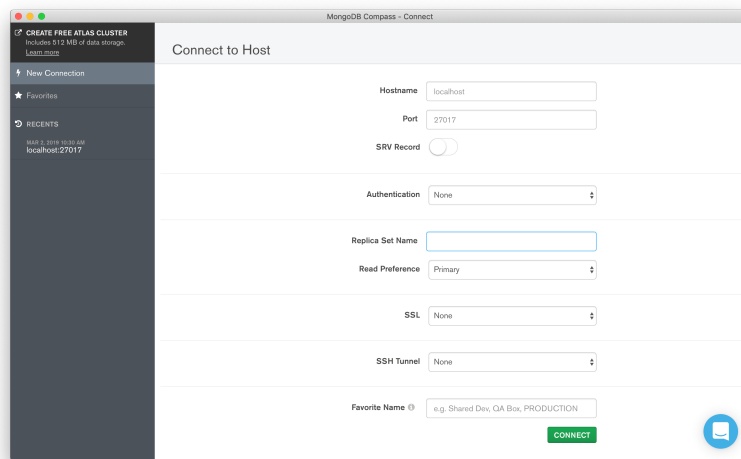 MongoDB Compass - Connect
CREATE FREE ATLAS CLUSTER
Includes 512 MB of data storage.
Learn more
New Connection
Favorites
RECENTS
MAR 2, 2019 10:30 AM
localhost:27017
Connect to Host
Hostname localhost
Port 27017
SRV Record
Authentication None
Replica Set Name
Read Preference Primary
SSL None
SSH Tunnel None
Favorite Name e.g. Shared Dev, QA Box, PRODUCTION
CONNECT